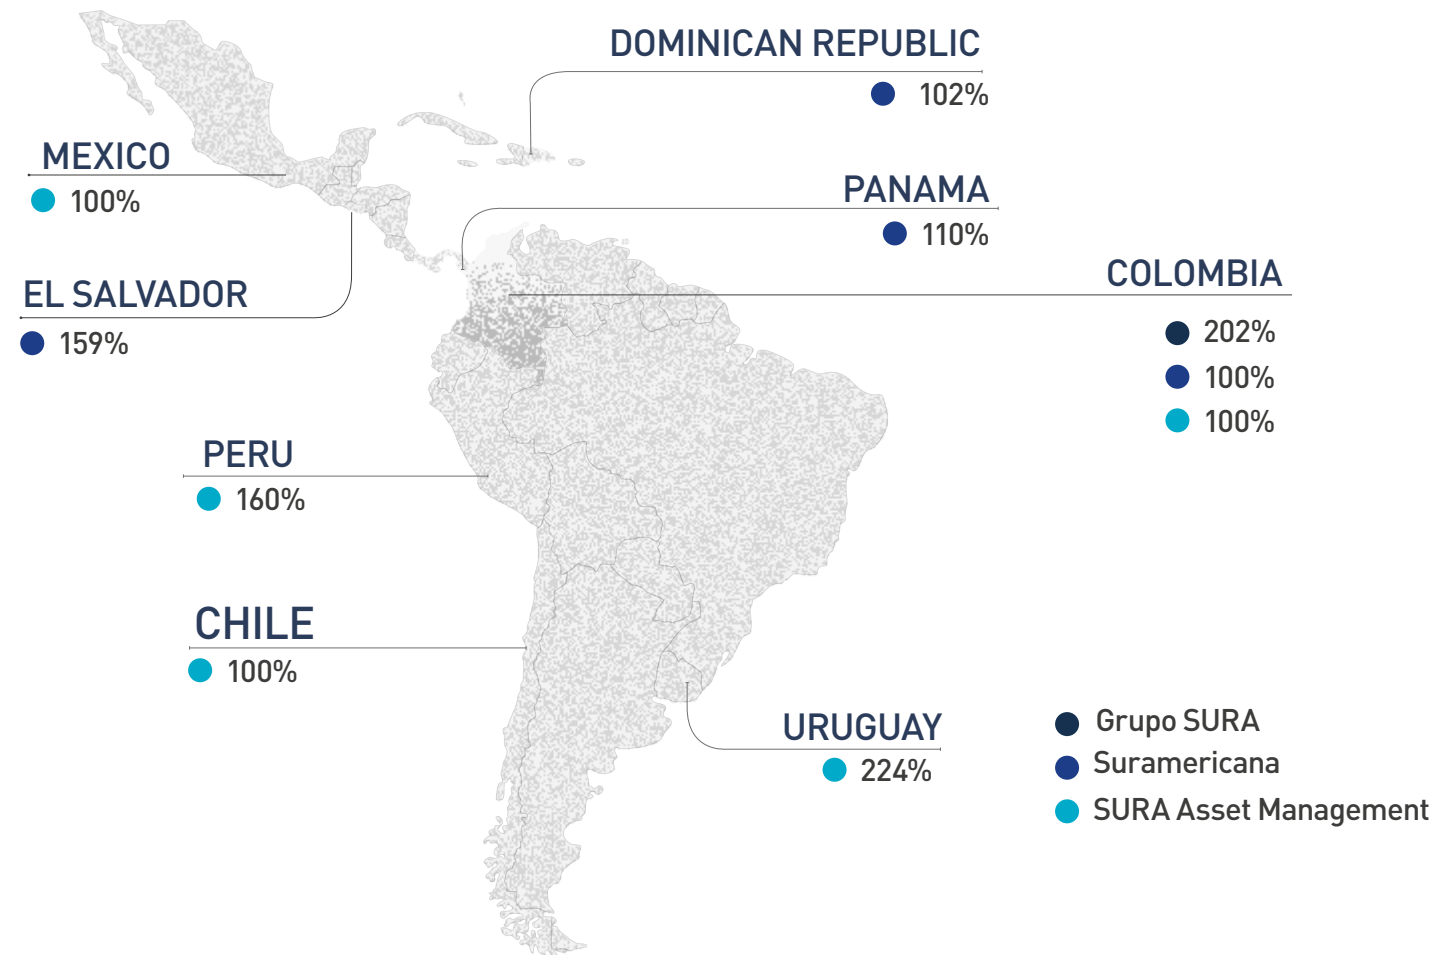 DOMINICAN REPUBLIC
102%
MEXICO
100%
PANAMA
110%
COLOMBIA
202%
100%
100%
EL SALVADOR
159%
PERU
160%
CHILE
100%
URUGUAY
224%
Grupo SURA
Suramericana
SURA Asset Management